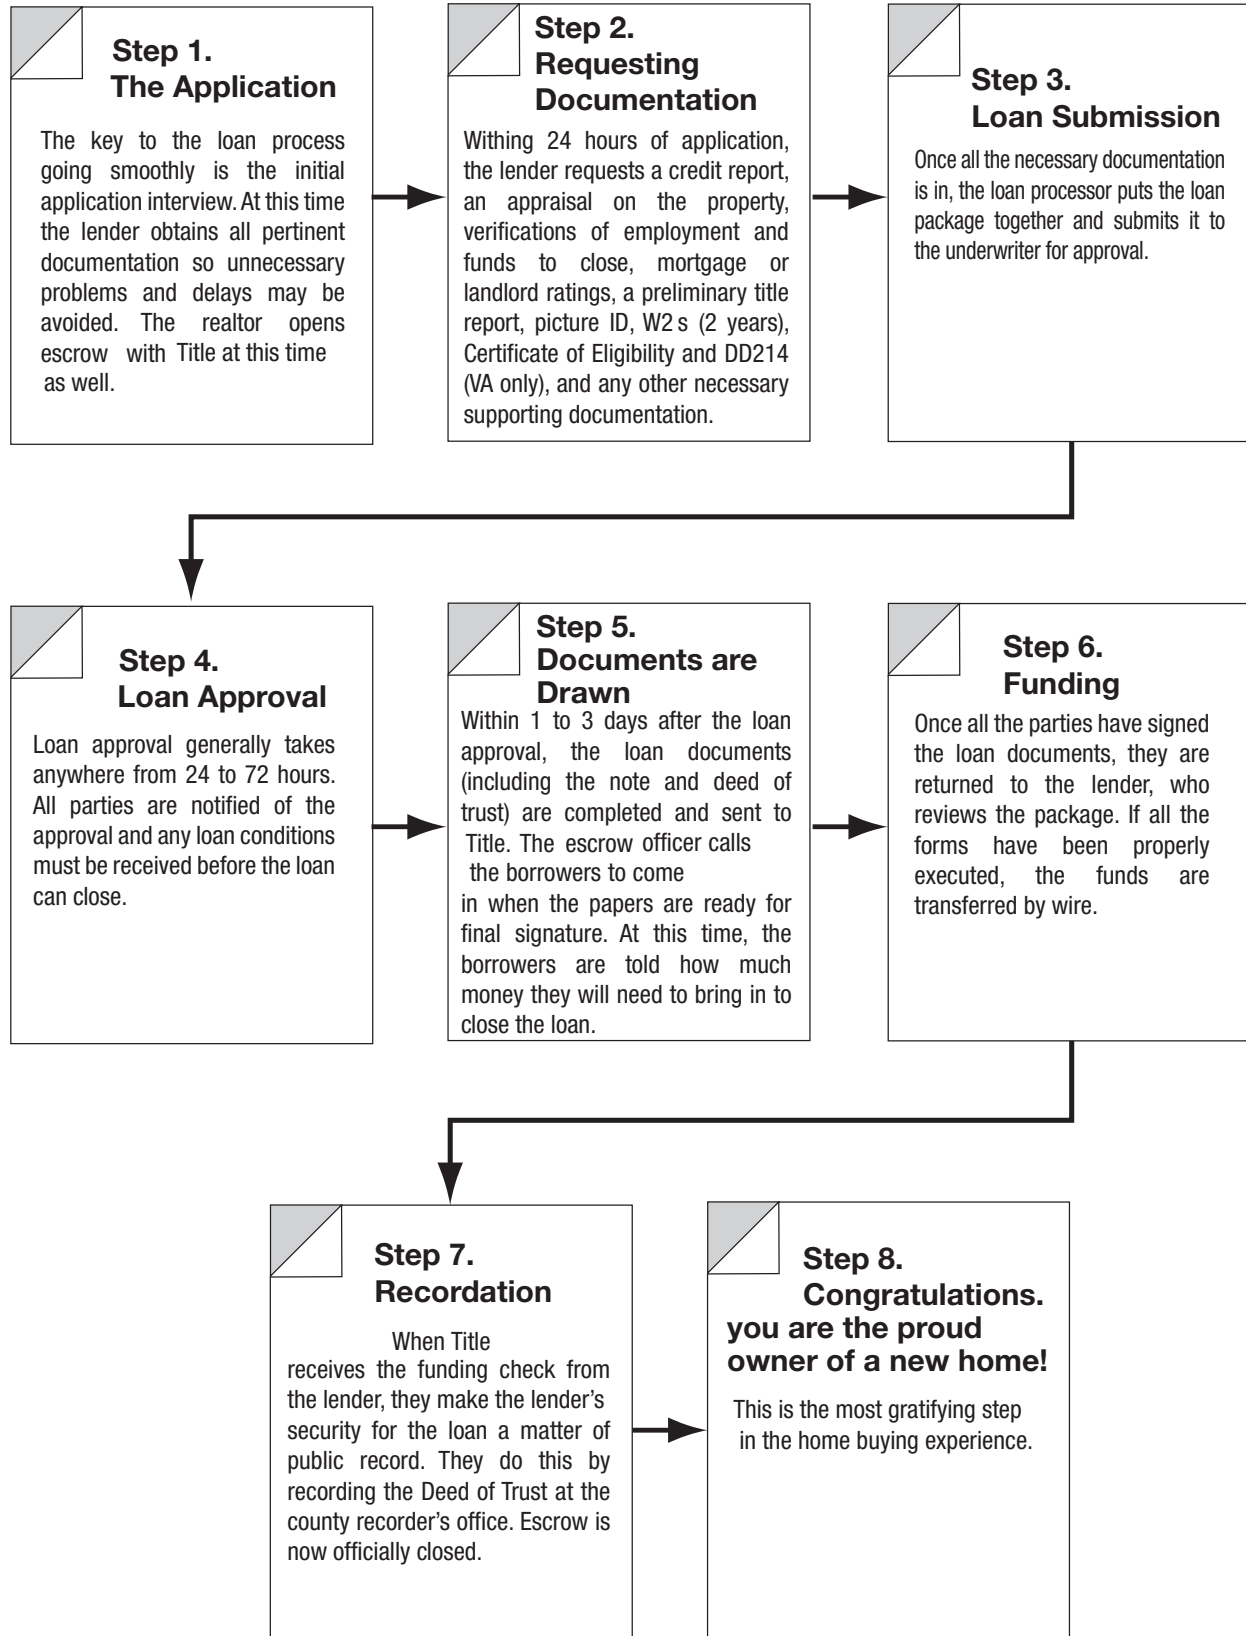 Step 1.
The Application
The key to the loan process
going smoothly is the initial
application interview. At this time
the lender obtains all pertinent
documentation so unnecessary
problems and delays may be
avoided. The realtor opens
escrow with Title at this time
as well.
Step 2.
Requesting
Documentation
Withing 24 hours of application,
the lender requests a credit report,
an appraisal on the property,
verifications of employment and
funds to close, mortgage or
landlord ratings, a preliminary title
report, picture ID, W2 s (2 years),
Certificate of Eligibility and DD214
(VA only), and any other necessary
supporting documentation.
Step 3.
Loan Submission
Once all the necessary documentation
is in, the loan processor puts the loan
package together and submits it to
the underwriter for approval.
Step 4.
Loan Approval
Loan approval generally takes
anywhere from 24 to 72 hours.
All parties are notified of the
approval and any loan conditions
must be received before the loan
can close.
Step 5.
Documents are
Drawn
Within 1 to 3 days after the loan
approval, the loan documents
(including the note and deed of
trust) are completed and sent to
Title. The escrow officer calls
the borrowers to come
in when the papers are ready for
final signature. At this time, the
borrowers are told how much
money they will need to bring in to
close the loan.
Step 6.
Funding
Once all the parties have signed
the loan documents, they are
returned to the lender, who
reviews the package. If all the
forms have been properly
executed, the funds are
transferred by wire.
Step 7.
Recordation
When Title
receives the funding check from
the lender, they make the lender's
security for the loan a matter of
public record. They do this by
recording the Deed of Trust at the
county recorder's office. Escrow is
now officially closed.
Step 8.
Congratulations.
you are the proud
owner of a new home!
This is the most gratifying step
in the home buying experience.